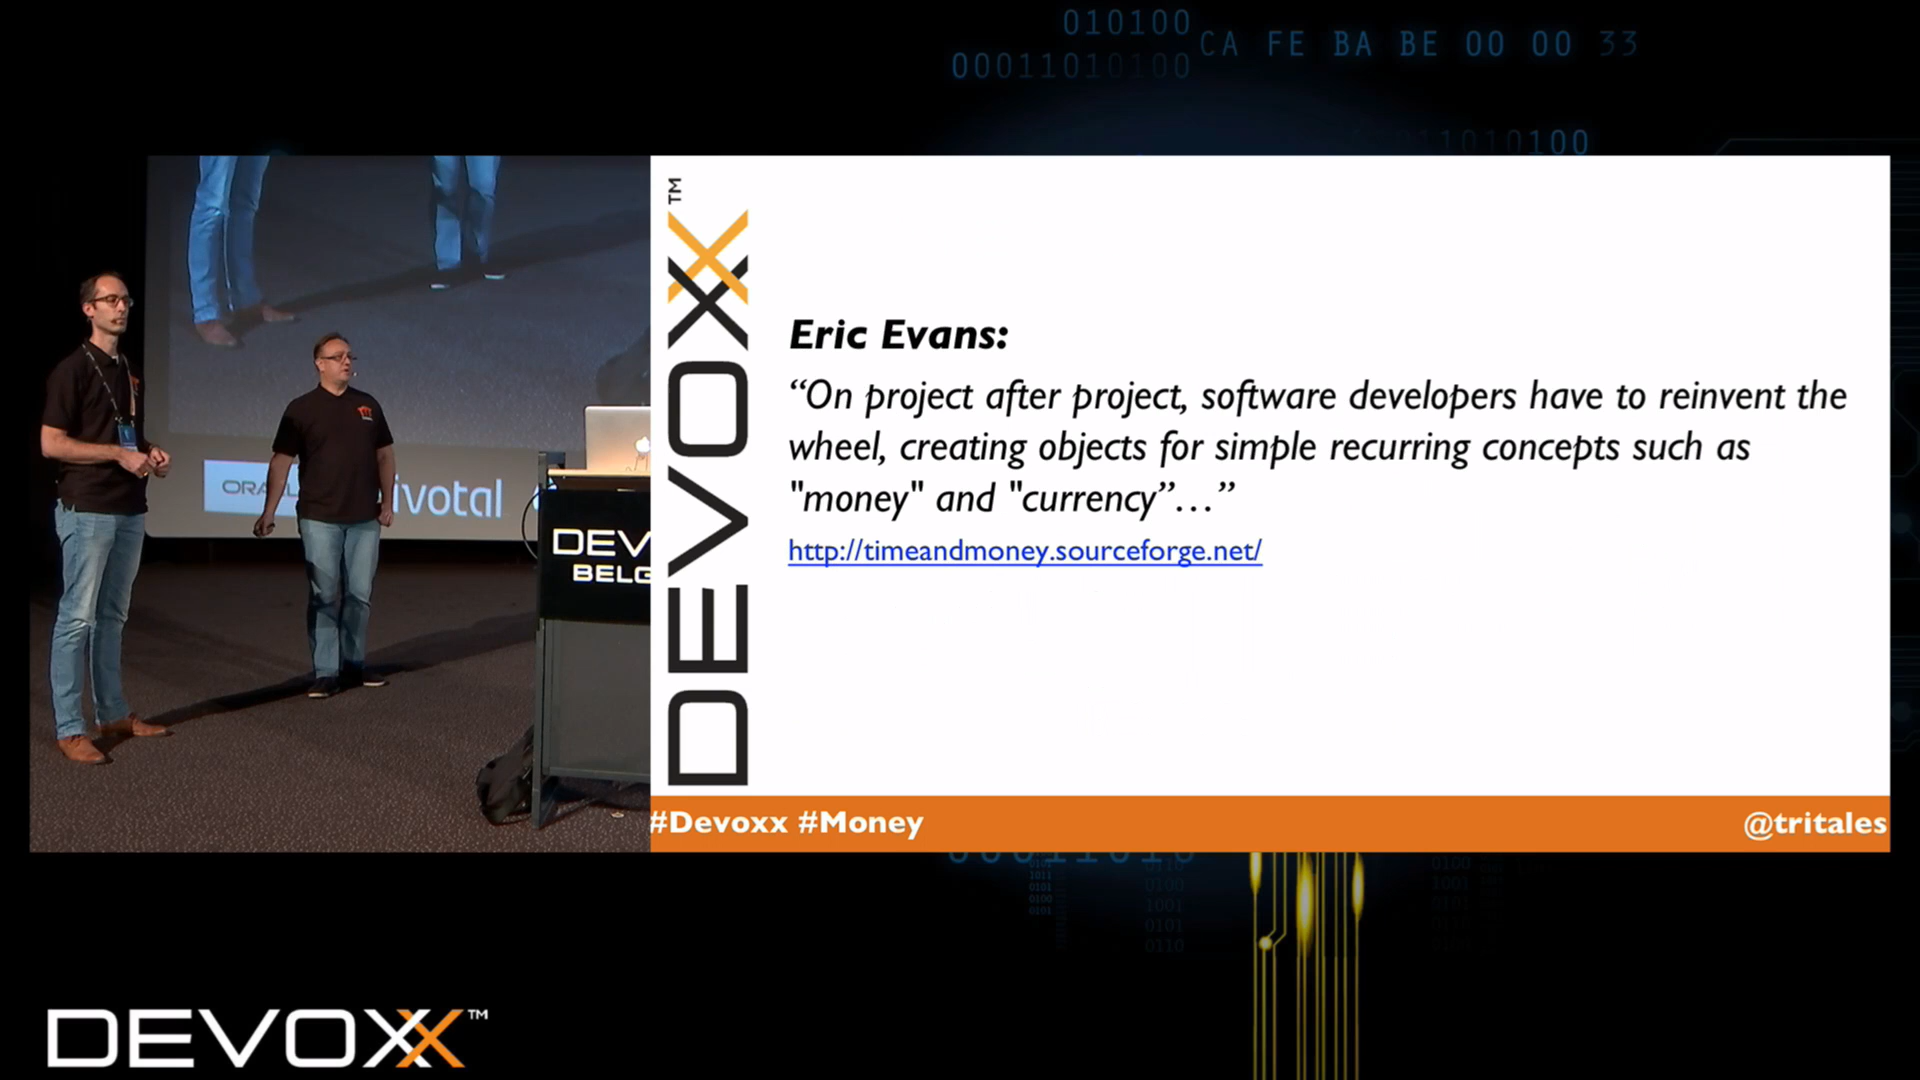 010100
CA FE BA BE 00 00 33
00011010100
11010100
DEVOXX™
Eric Evans:
“On project after project, software developers have to reinvent the
wheel, creating objects for simple recurring concepts such as
"money" and "currency”…”
http://timeandmoney.sourceforge.net/
ivotal
DEV
BELG
#Devoxx #Money
@tritales
DEVOXX™